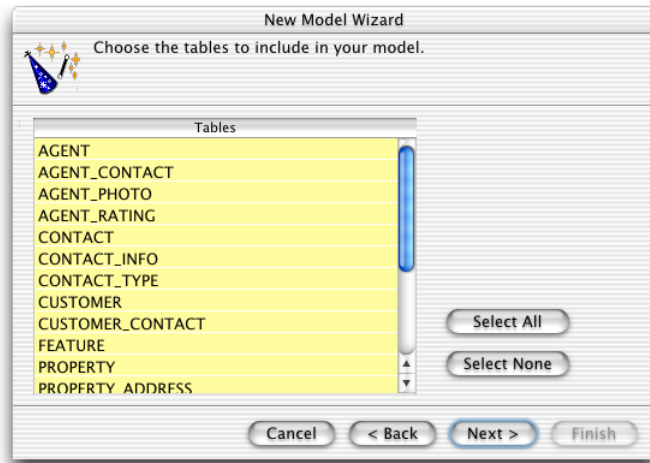 New Model Wizard
Choose the tables to include in your model.
Tables
AGENT
AGENT_CONTACT
AGENT_PHOTO
AGENT_RATING
CONTACT
CONTACT_INFO
CONTACT_TYPE
CUSTOMER
CUSTOMER_CONTACT
FEATURE
PROPERTY
PROPERTY_ADDRESS
Select All
Select None
Cancel
< Back
Next >
Finish